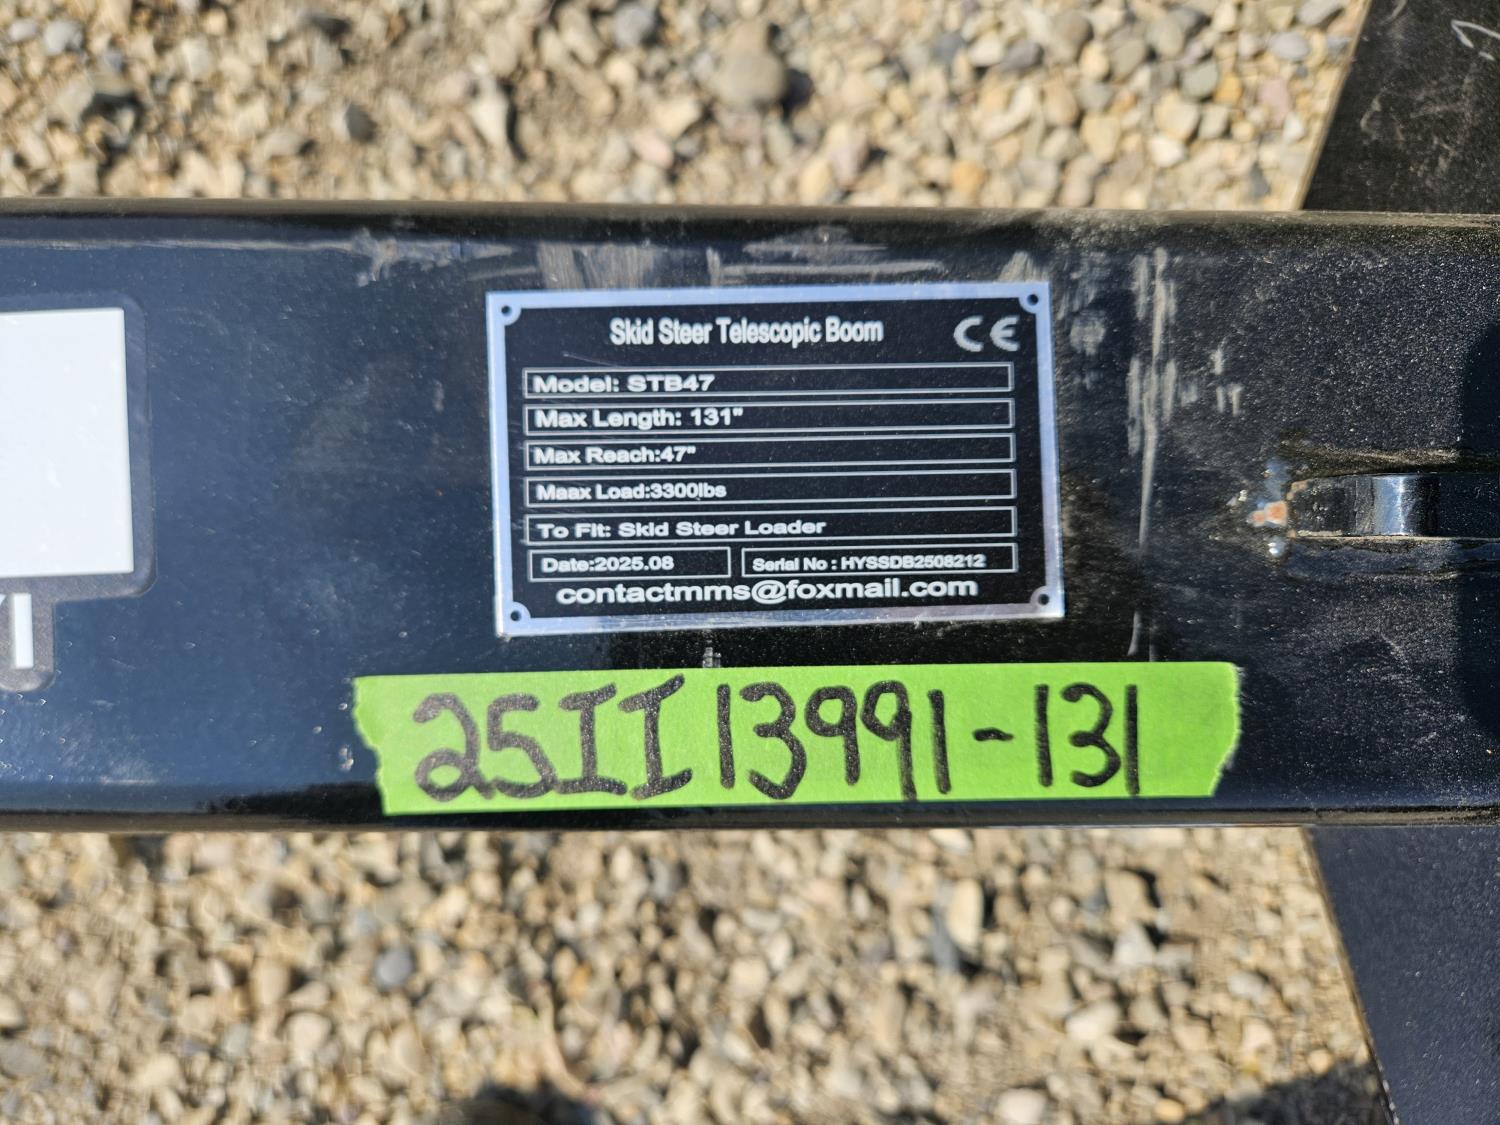 Skid Steer Telescopic Boom CE
Model: STB47
Max Length: 131"
Max Reach:47"
Maax Load:3300lbs
To Fit: Skid Steer Loader
Date:2025.08 Serial No : HYSSDB2508212
contactmms@foxmail.com
25II13991-131